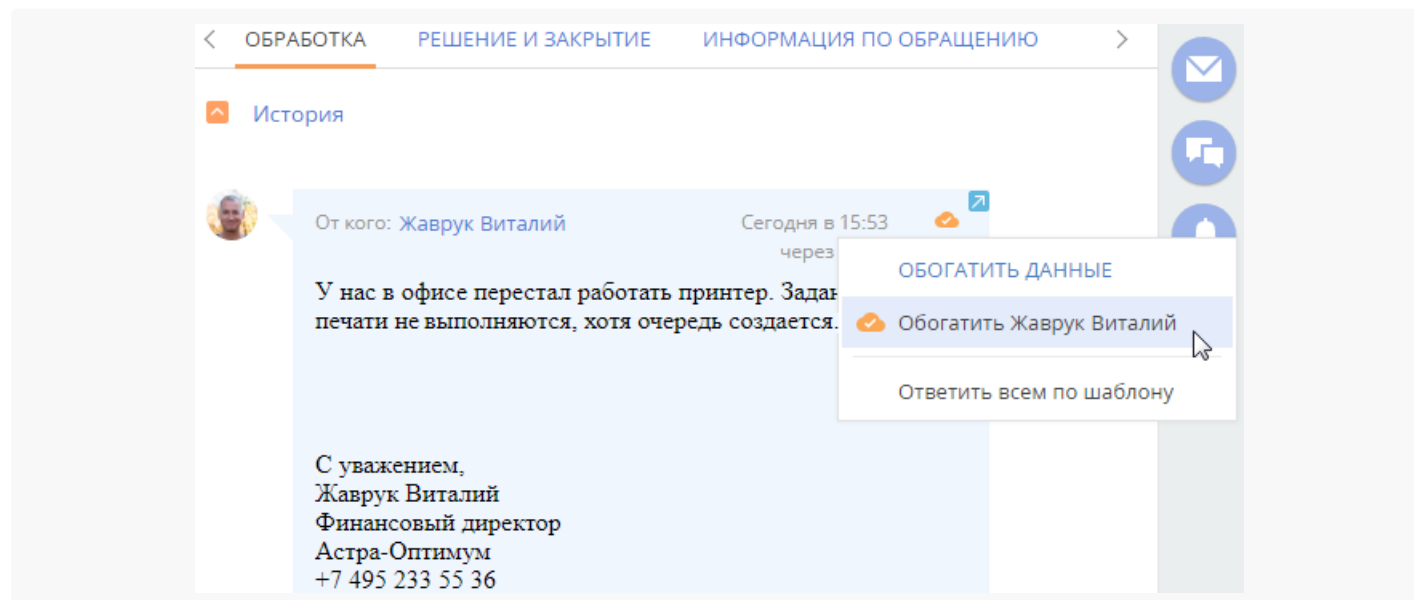 ОБРАБОТКА РЕШЕНИЕ И ЗАКРЫТИЕ ИНФОРМАЦИЯ ПО ОБРАЩЕНИЮ
История
От кого: Жаврук Виталий Сегодня в 15:53
через
У нас в офисе перестал работать принтер.
печати не выполняются, хотя очередь создается.
ОБОГАТИТЬ ДАННЫЕ
Обогатить Жаврук Виталий
Ответить всем по шаблону
С уважением,
Жаврук Виталий
Финансовый директор
Астра-Оптимум
+7 495 233 55 36